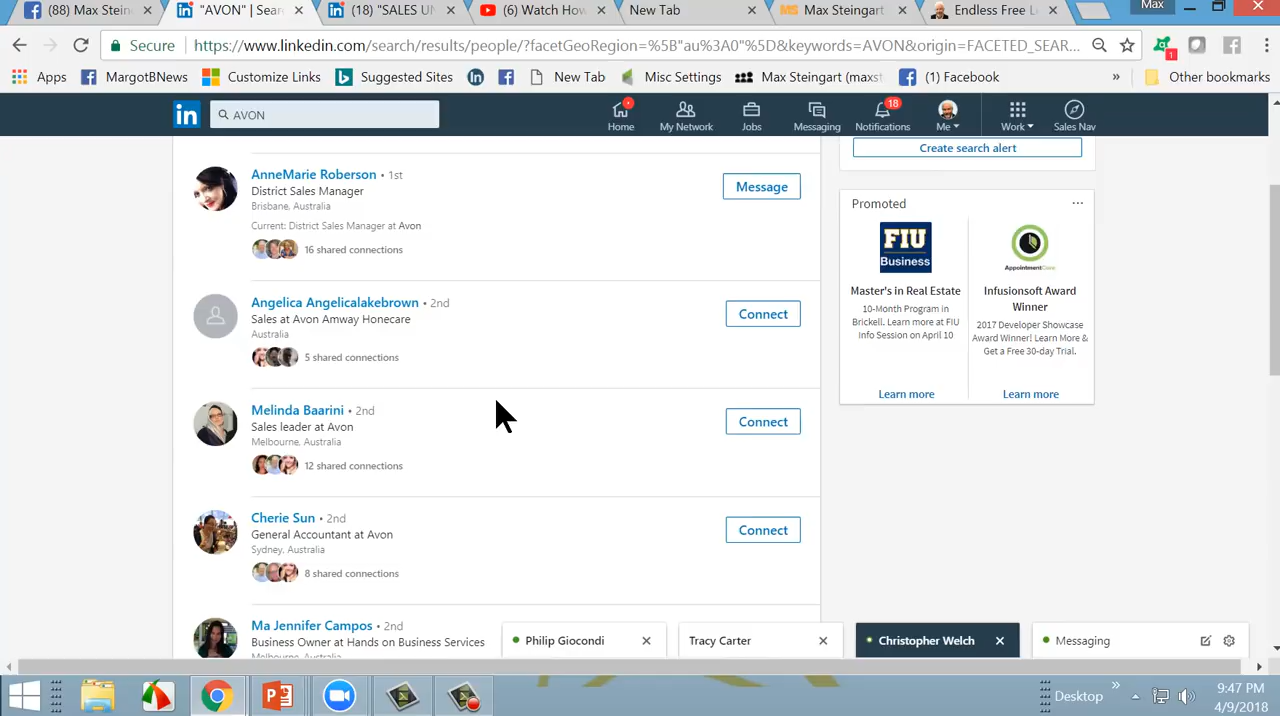 (88) Max Stein
"AVON" | Sear
(18) "SALES UN
(6) Watch How
New Tab
Max Steingart
Endless Free L
Max
Secure
https://www.linkedin.com/search/results/people/?facetGeoRegion=%5B"au%3A0"%5D&keywords=AVON&origin=FACETED_SEAR...
1
Apps
MargotBNews
Customize Links
Suggested Sites
New Tab
Misc Settings
Max Steingart (maxst
(1) Facebook
»
Other bookmarks
in
AVON
Home
My Network
Jobs
Messaging
18
Notifications
Me
Work
Sales Nav
Create search alert
AnneMarie Roberson • 1st
District Sales Manager
Brisbane, Australia
Current: District Sales Manager at Avon
16 shared connections
Message
Promoted
...
FIU
Business
AppointmentCore
Master's in Real Estate
10-Month Program in
Brickell. Learn more at FIU
Info Session on April 10
Learn more
Infusionsoft Award
Winner
2017 Developer Showcase
Award Winner! Learn More &
Get a Free 30-day Trial.
Learn more
Angelica Angelicalakebrown • 2nd
Sales at Avon Amway Honecare
Australia
5 shared connections
Connect
Melinda Baarini • 2nd
Sales leader at Avon
Melbourne, Australia
12 shared connections
Connect
Cherie Sun • 2nd
General Accountant at Avon
Sydney, Australia
8 shared connections
Connect
Ma Jennifer Campos • 2nd
Business Owner at Hands on Business Services
Melbourne, Australia
Philip Giocondi
Tracy Carter
Christopher Welch
Messaging
Desktop
»
9:47 PM
4/9/2018